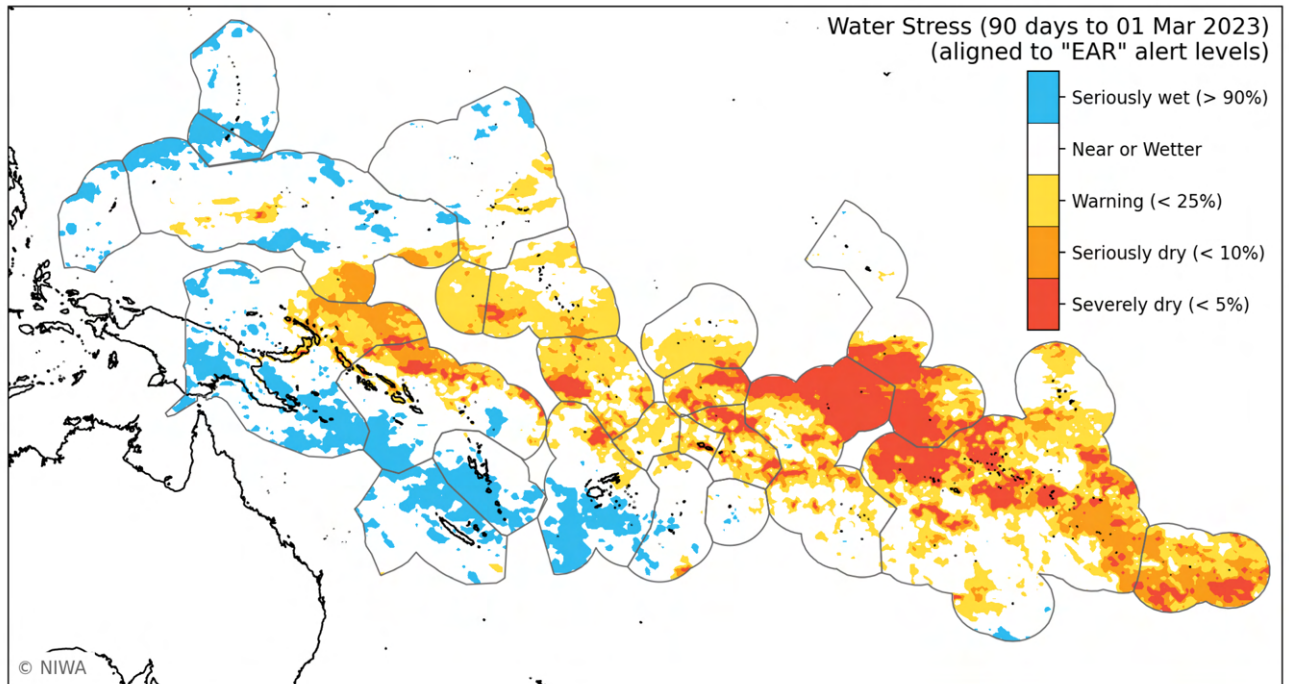 Water Stress (90 days to 01 Mar 2023)
(aligned to "EAR" alert levels)
Seriously wet (> 90%)
Near or Wetter
Warning (< 25%)
Seriously dry (< 10%)
Severely dry (< 5%)
© NIWA